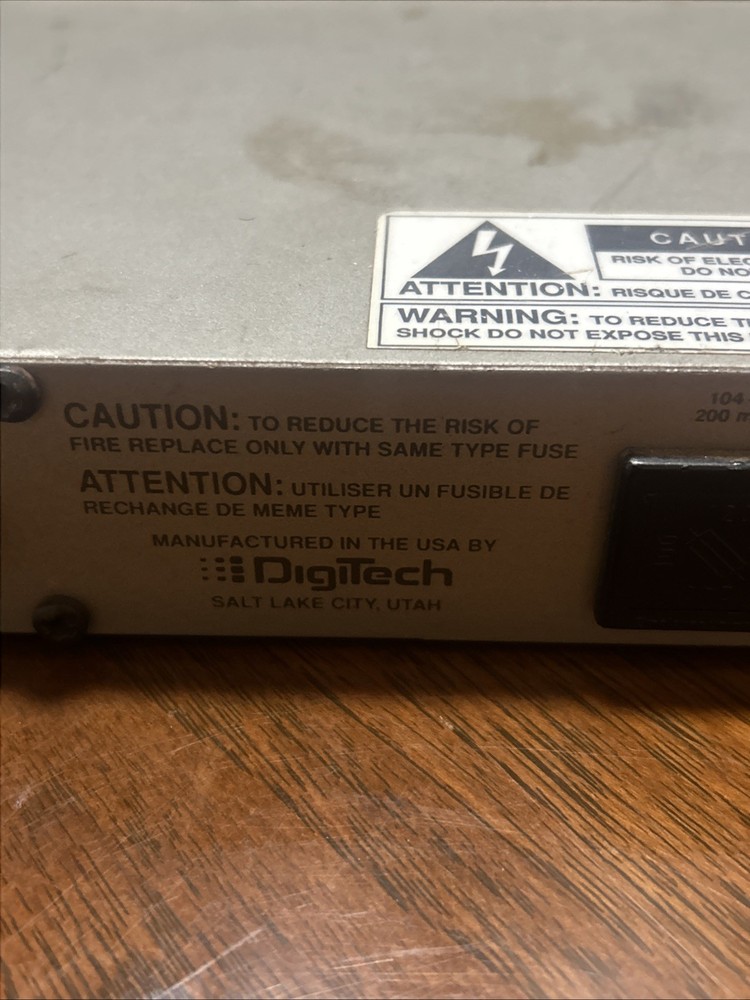 CAUT
RISK OF ELEC
DO NO
ATTENTION: RISQUE DE C
WARNING: TO REDUCE T
SHOCK DO NOT EXPOSE THIS
104
200 m
CAUTION: TO REDUCE THE RISK OF
FIRE REPLACE ONLY WITH SAME TYPE FUSE
ATTENTION: UTILISER UN FUSIBLE DE
RECHANGE DE MEME TYPE
MANUFACTURED IN THE USA BY
DigiTech
SALT LAKE CITY, UTAH